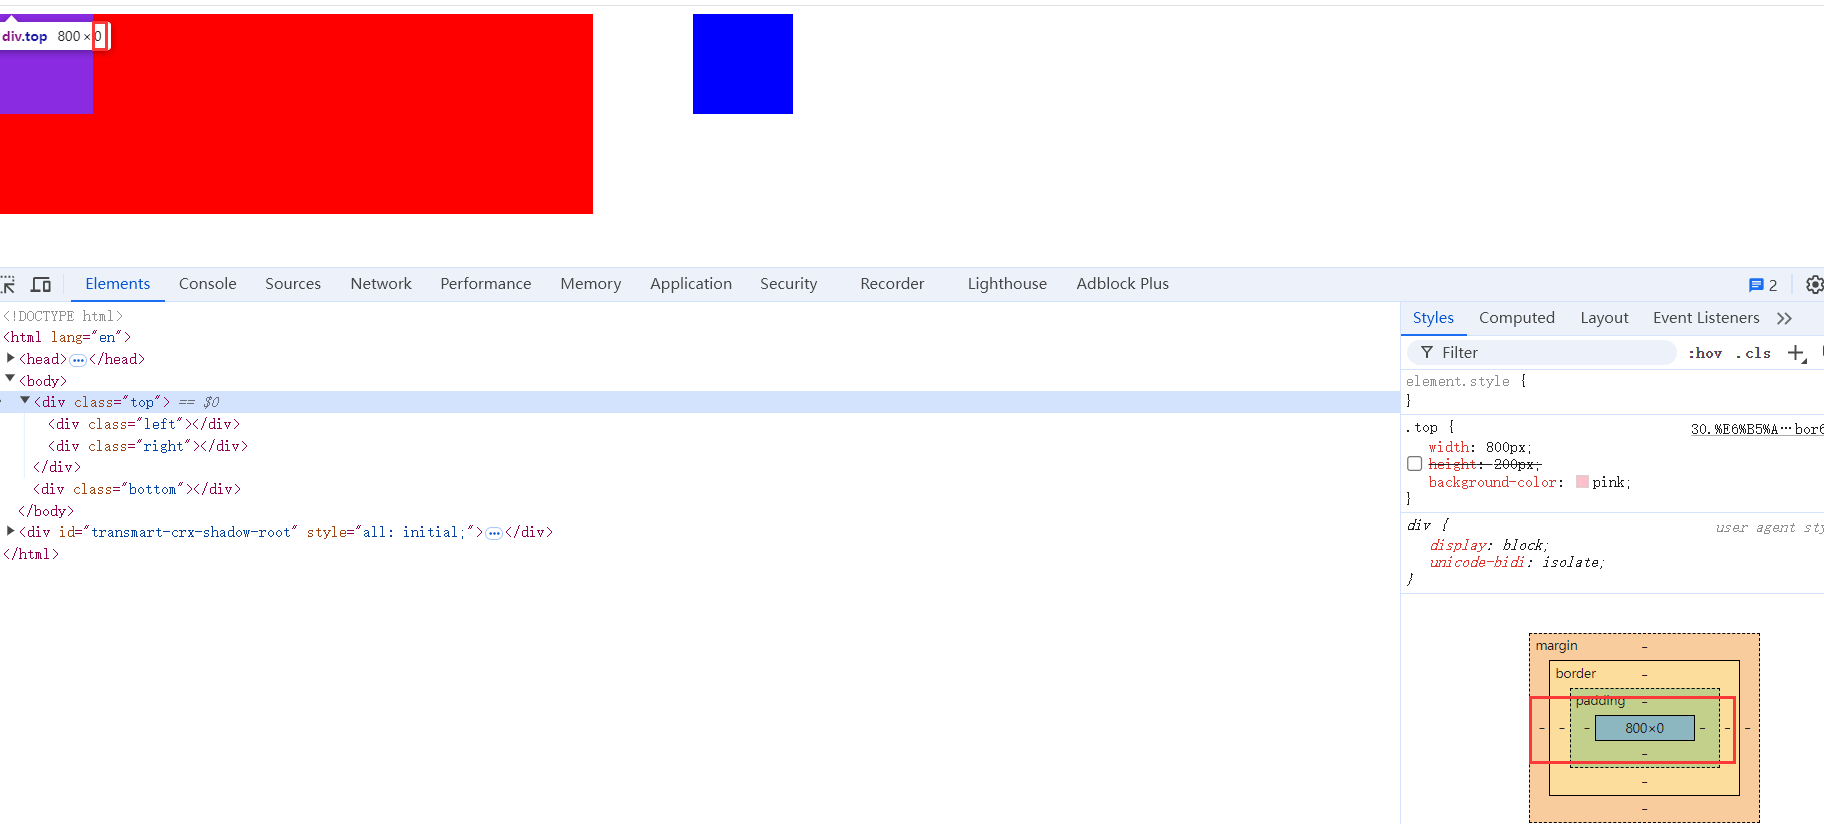 div.top 800 × 0
Elements Console Sources Network Performance Memory Application Security Recorder Lighthouse Adblock Plus 2
<!DOCTYPE html>
<html lang="en">
<head>…</head>
<body>
<div class="top"> == $0
<div class="left"></div>
<div class="right"></div>
</div>
<div class="bottom"></div>
</body>
<div id="transmart-crx-shadow-root" style="all: initial;">…</div>
</html>
Styles Computed Layout Event Listeners
Filter :hov .cls
element.style {
}
.top { 30.%E6%B5%A…bor6
width: 800px;
height: 200px;
background-color: pink;
}
div { user agent sty
display: block;
unicode-bidi: isolate;
}
margin -
border -
padding -
- - - 800×0 - - -
-
-
-